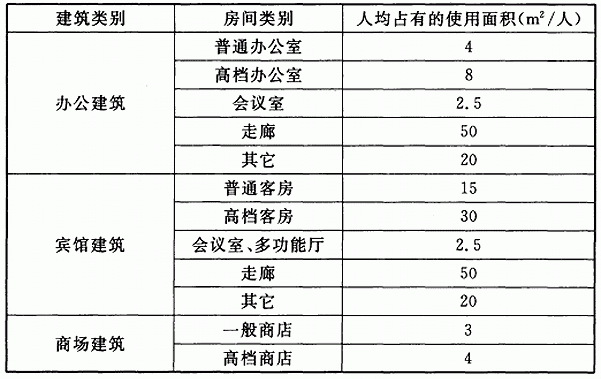 建筑类别 房间类别 人均占有的使用面积(m²/人)
办公建筑 普通办公室 4
高档办公室 8
会议室 2.5
走廊 50
其它 20
宾馆建筑 普通客房 15
高档客房 30
会议室、多功能厅 2.5
走廊 50
其它 20
商场建筑 一般商店 3
高档商店 4